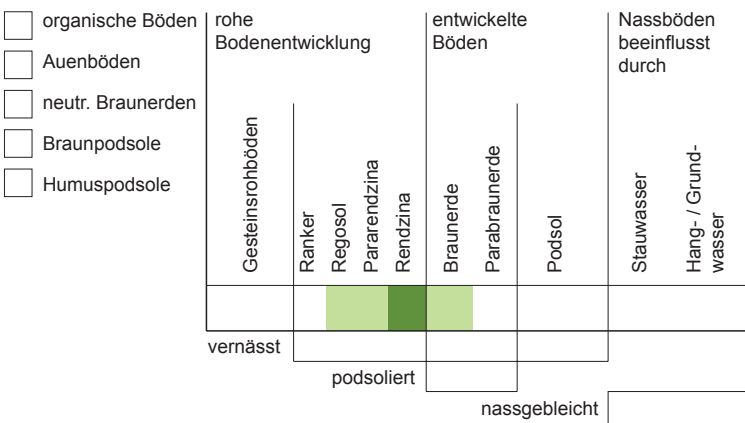 organische Böden
Auenböden
neutr. Braunerden
Braunpodsole
Humuspodsole
rohe
Bodenentwicklung
entwickelte
Böden
Nassböden
beeinflusst
durch
Gesteinsrohböden
Ranker
Regosol
Pararendzina
Rendzina
Braunerde
Parabraunerde
Podsol
Stauwasser
Hang- / Grund-
wasser
vernässt
podsoliert
nassgebleicht